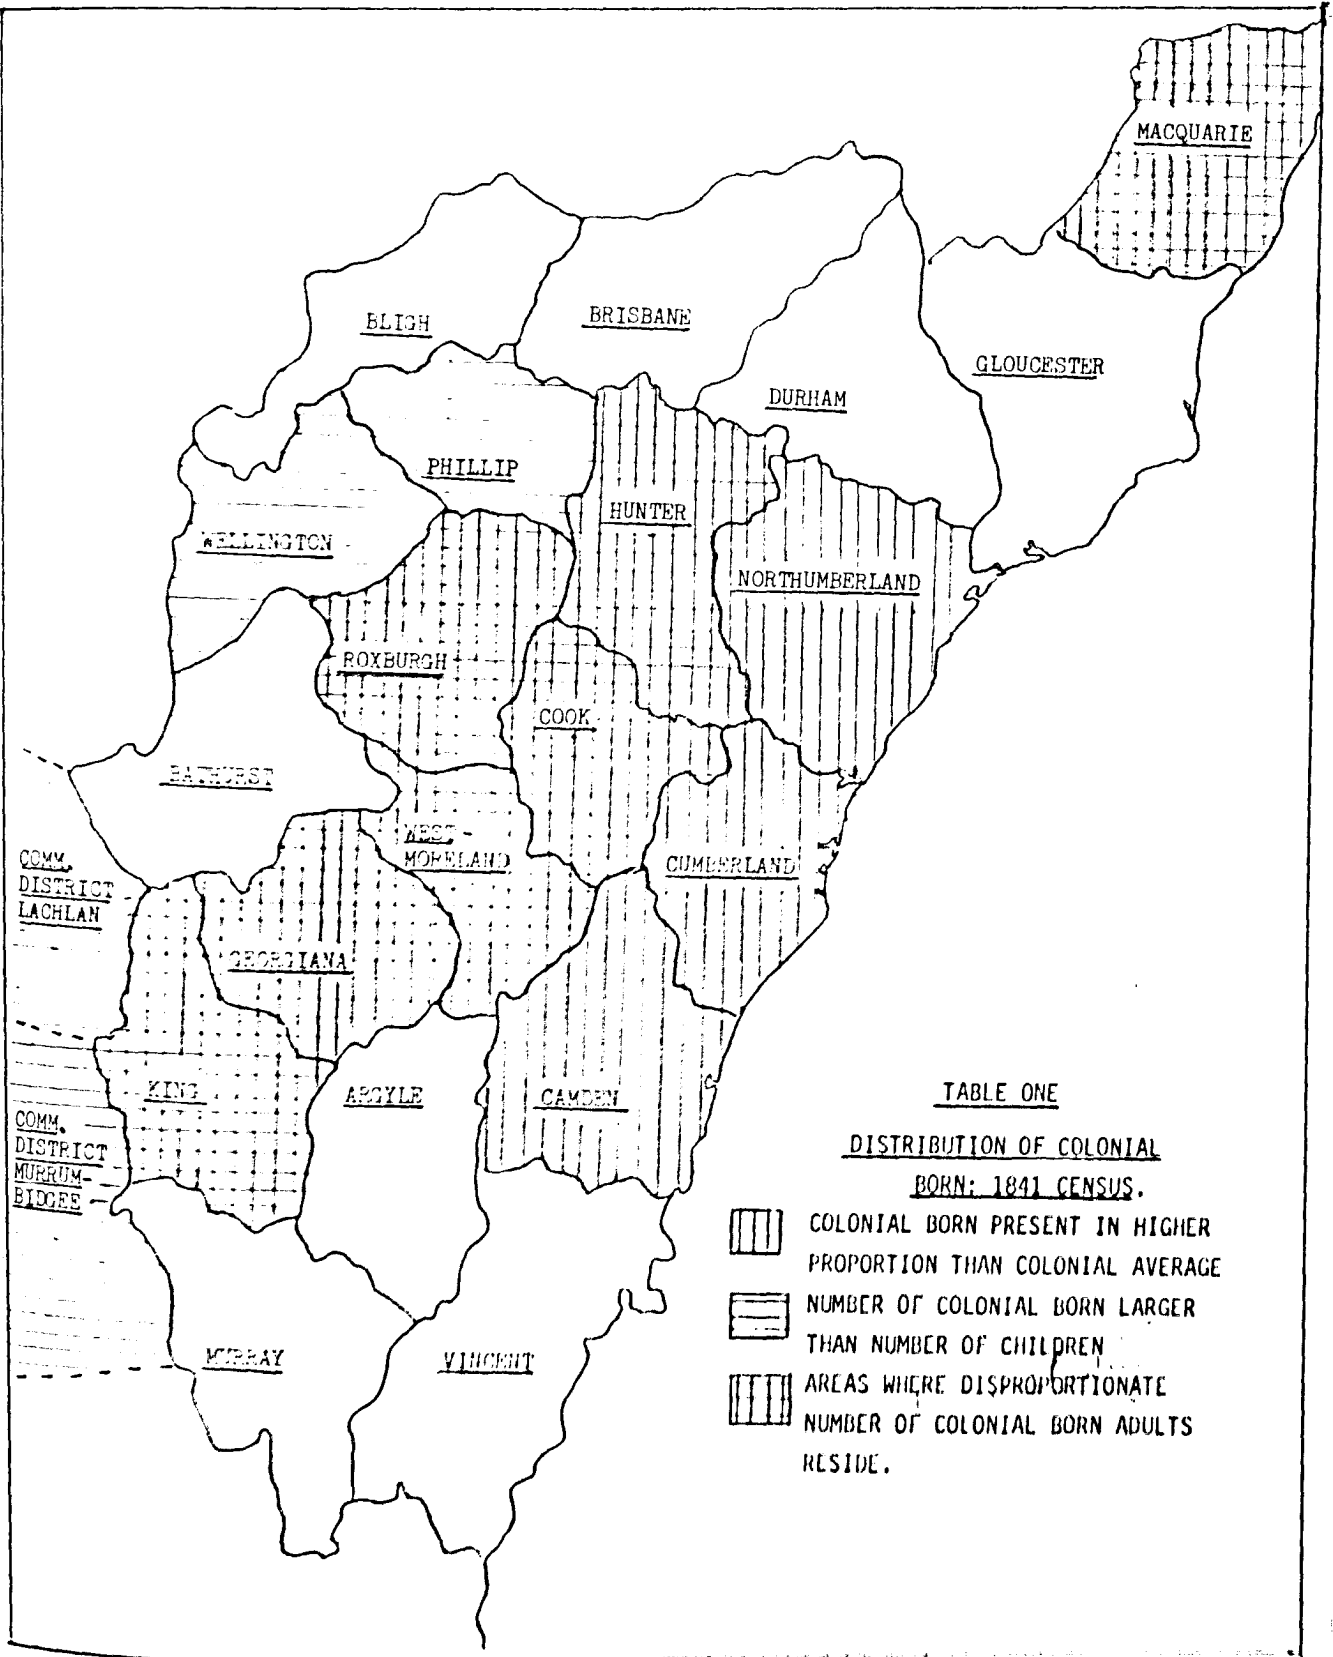 MACQUARIE
BLIGH
BRISBANE
GLOUCESTER
DURHAM
PHILLIP
HUNTER
WELLINGTON
NORTHUMBERLAND
ROXBURGH
COOK
BATHURST
WEST-
MORELAND
CUMBERLAND
COMM.
DISTRICT
LACHLAN
GEORGIANA
KING
ARGYLE
CAMDEN
COMM.
DISTRICT
MURRUM-
BIDGEE
MURRAY
VINCENT
TABLE ONE
DISTRIBUTION OF COLONIAL
BORN: 1841 CENSUS.
COLONIAL BORN PRESENT IN HIGHER
PROPORTION THAN COLONIAL AVERAGE
NUMBER OF COLONIAL BORN LARGER
THAN NUMBER OF CHILDREN
AREAS WHERE DISPROPORTIONATE
NUMBER OF COLONIAL BORN ADULTS
RESIDE.